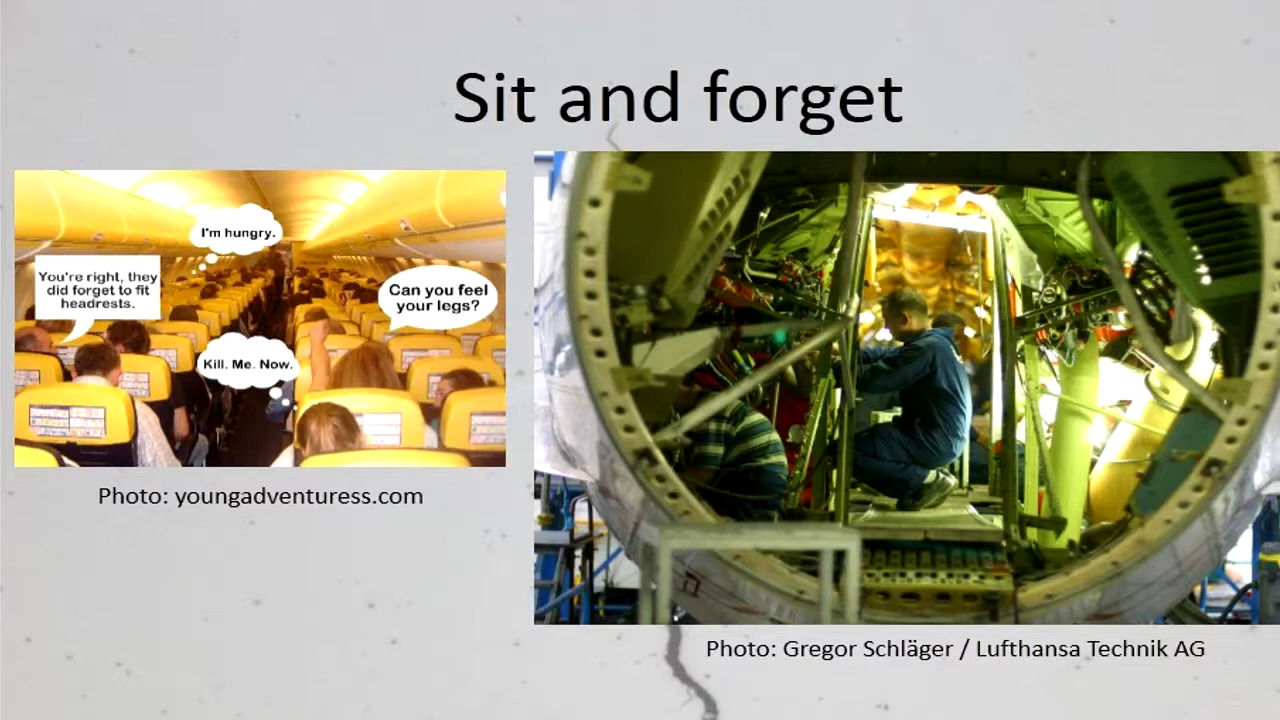 Sit and forget
I'm hungry.
You're right, they
did forget to fit
headrests.
Can you feel
your legs?
Kill. Me. Now.
Photo: youngadventuress.com
Photo: Gregor Schläger / Lufthansa Technik AG